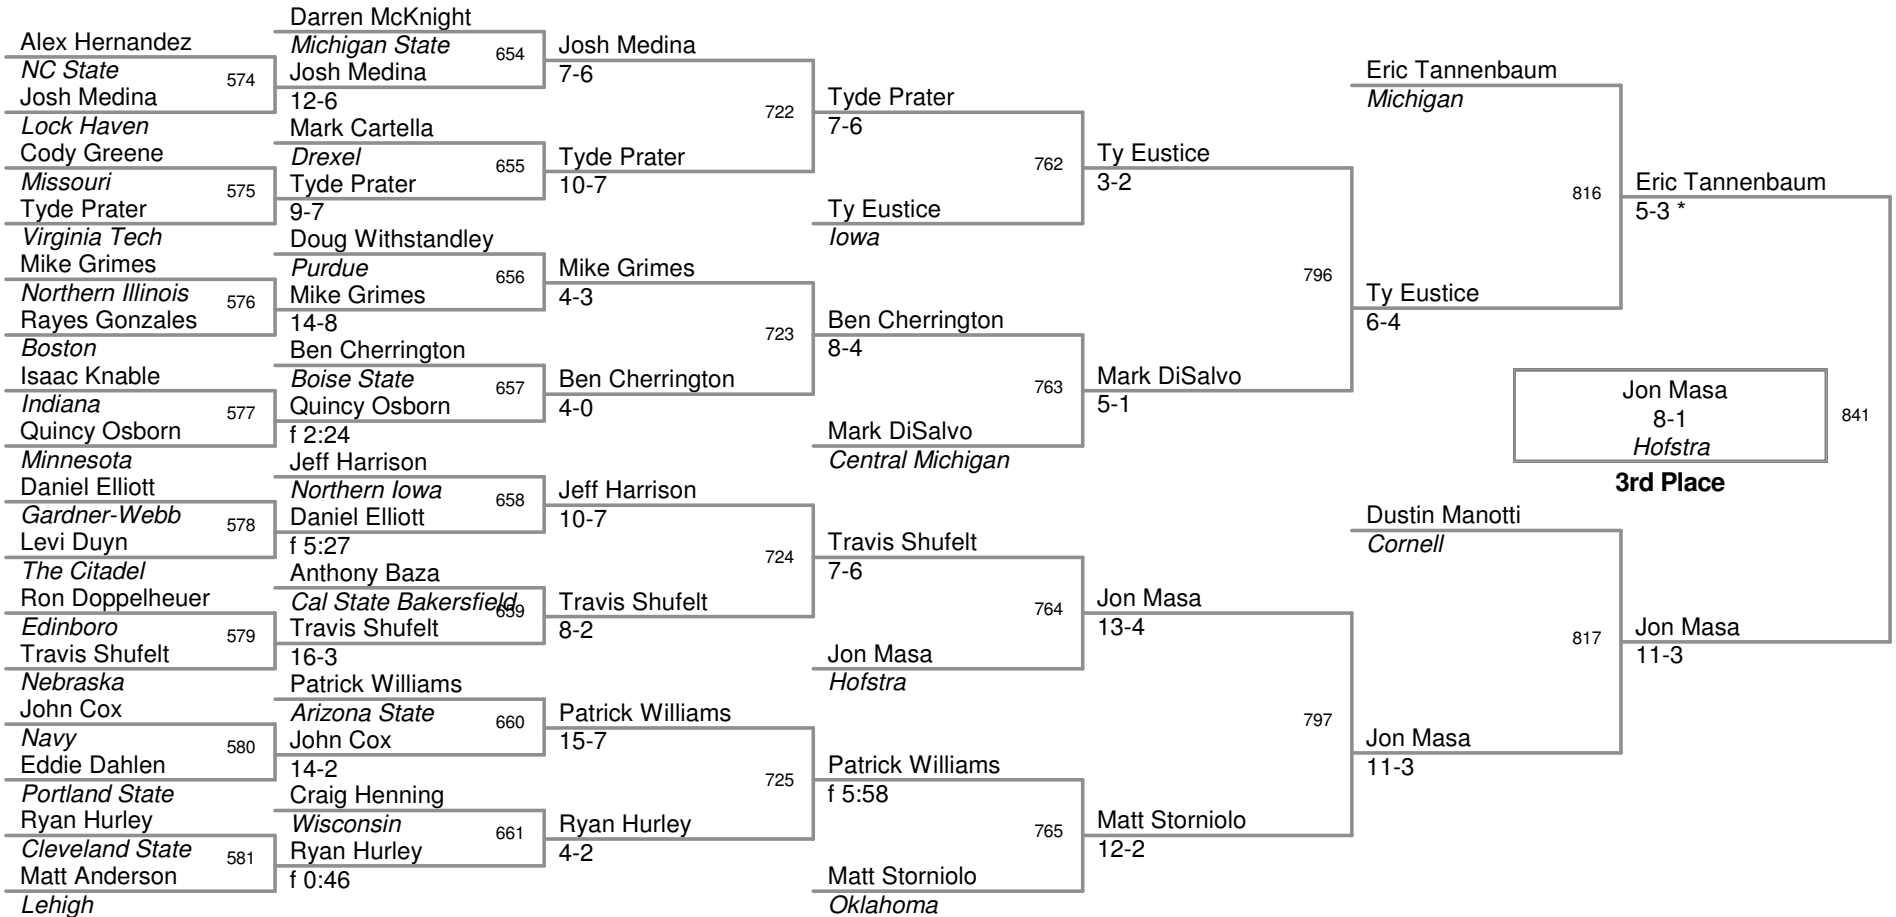 Alex Hernandez
NC State
574
Josh Medina
Lock Haven
Cody Greene
Missouri
575
Tyde Prater
Virginia Tech
Mike Grimes
Northern Illinois
576
Rayes Gonzales
Boston
Isaac Knable
Indiana
577
Quincy Osborn
Minnesota
Daniel Elliott
Gardner-Webb
578
Levi Duyn
The Citadel
Ron Doppelheuer
Edinboro
579
Travis Shufelt
Nebraska
John Cox
Navy
580
Eddie Dahlen
Portland State
Ryan Hurley
Cleveland State
581
Matt Anderson
Lehigh
Darren McKnight
Michigan State
654
Josh Medina
12-6
Mark Cartella
Drexel
655
Tyde Prater
9-7
Doug Withstandley
Purdue
656
Mike Grimes
14-8
Ben Cherrington
Boise State
657
Quincy Osborn
f 2:24
Jeff Harrison
Northern Iowa
658
Daniel Elliott
f 5:27
Anthony Baza
Cal State Bakersfield
659
Travis Shufelt
16-3
Patrick Williams
Arizona State
660
John Cox
14-2
Craig Henning
Wisconsin
661
Ryan Hurley
f 0:46
Josh Medina
7-6
722
Tyde Prater
10-7
Mike Grimes
4-3
723
Ben Cherrington
4-0
Jeff Harrison
10-7
724
Travis Shufelt
8-2
Patrick Williams
15-7
725
Ryan Hurley
4-2
Tyde Prater
7-6
762
Ty Eustice
Iowa
Ben Cherrington
8-4
763
Mark DiSalvo
Central Michigan
Travis Shufelt
7-6
764
Jon Masa
Hofstra
Patrick Williams
f 5:58
765
Matt Storniolo
Oklahoma
Ty Eustice
3-2
796
Mark DiSalvo
5-1
Jon Masa
13-4
797
Matt Storniolo
12-2
Eric Tannenbaum
Michigan
816
Ty Eustice
6-4
Dustin Manotti
Cornell
817
Jon Masa
11-3
Eric Tannenbaum
5-3 *
841
Jon Masa
11-3
Jon Masa
8-1
Hofstra
3rd Place